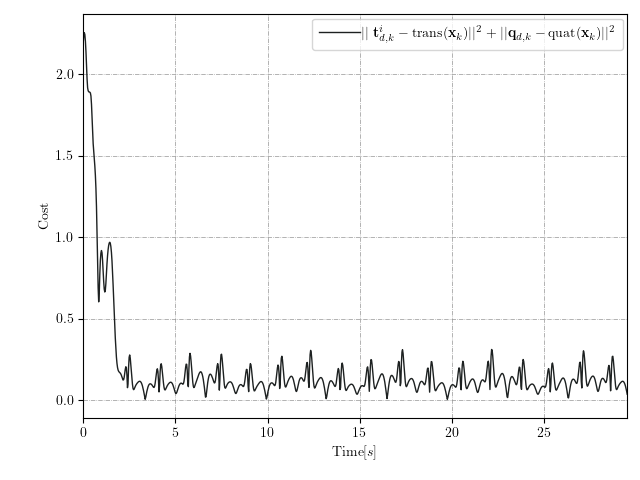 || t^i_{d,k} − trans(x_k)||^2 + ||q_{d,k} − quat(x_k)||^2
2.0
1.5
1.0
0.5
0.0
Cost
0 5 10 15 20 25
Time[s]